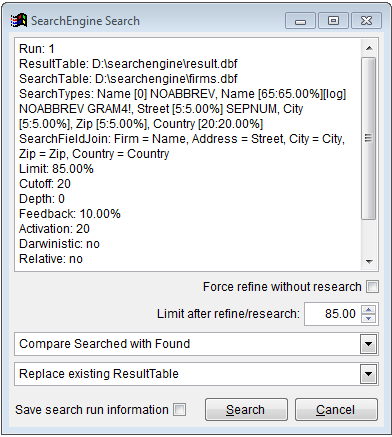 SearchEngine Search
Run: 1
ResultTable: D:\searchengine\result.dbf
SearchTable: D:\searchengine\firms.dbf
SearchTypes: Name [0] NOABBREV, Name [65:65.00%][log]
NOABBREV GRAM4!, Street [5:5.00%] SEPNUM, City
[5:5.00%], Zip [5:5.00%], Country [20:20.00%]
SearchFieldJoin: Firm = Name, Address = Street, City = City,
Zip = Zip, Country = Country
Limit: 85.00%
Cutoff: 20
Depth: 0
Feedback: 10.00%
Activation: 20
Darwinistic: no
Relative: no
Force refine without research
Limit after refine/research: 85.00
Compare Searched with Found
Replace existing ResultTable
Save search run information Search Cancel